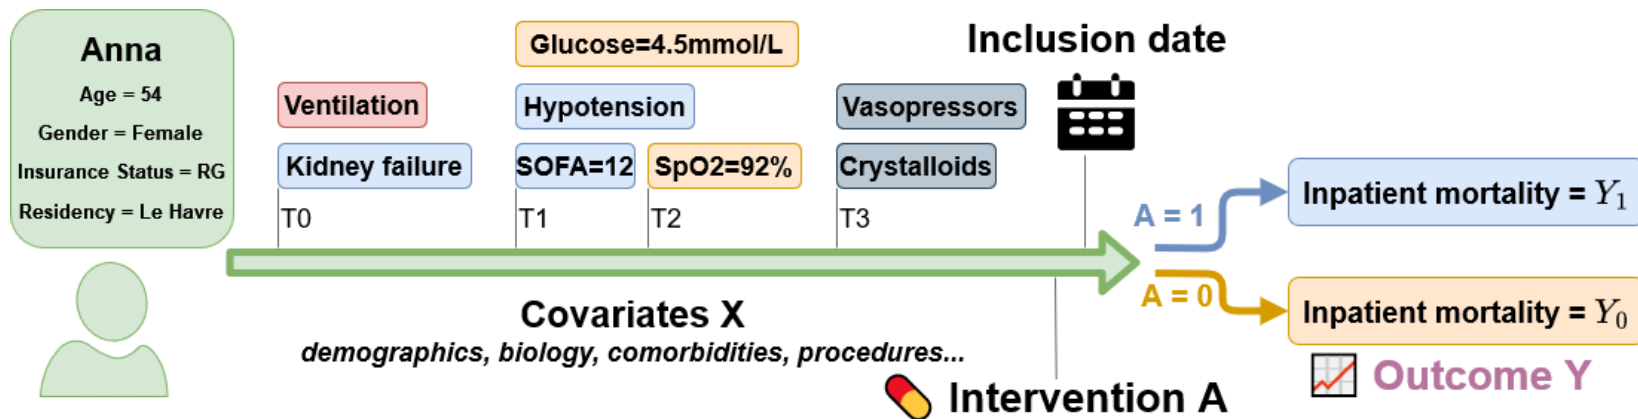 Anna
Age = 54
Gender = Female
Insurance Status = RG
Residency = Le Havre
Glucose=4.5mmol/L
Ventilation
Hypotension
Vasopressors
Kidney failure
SOFA=12
SpO2=92%
Crystalloids
T0
T1
T2
T3
Inclusion date
Covariates X
demographics, biology, comorbidities, procedures...
Intervention A
A = 1
A = 0
Inpatient mortality = Y₁
Inpatient mortality = Y₀
Outcome Y